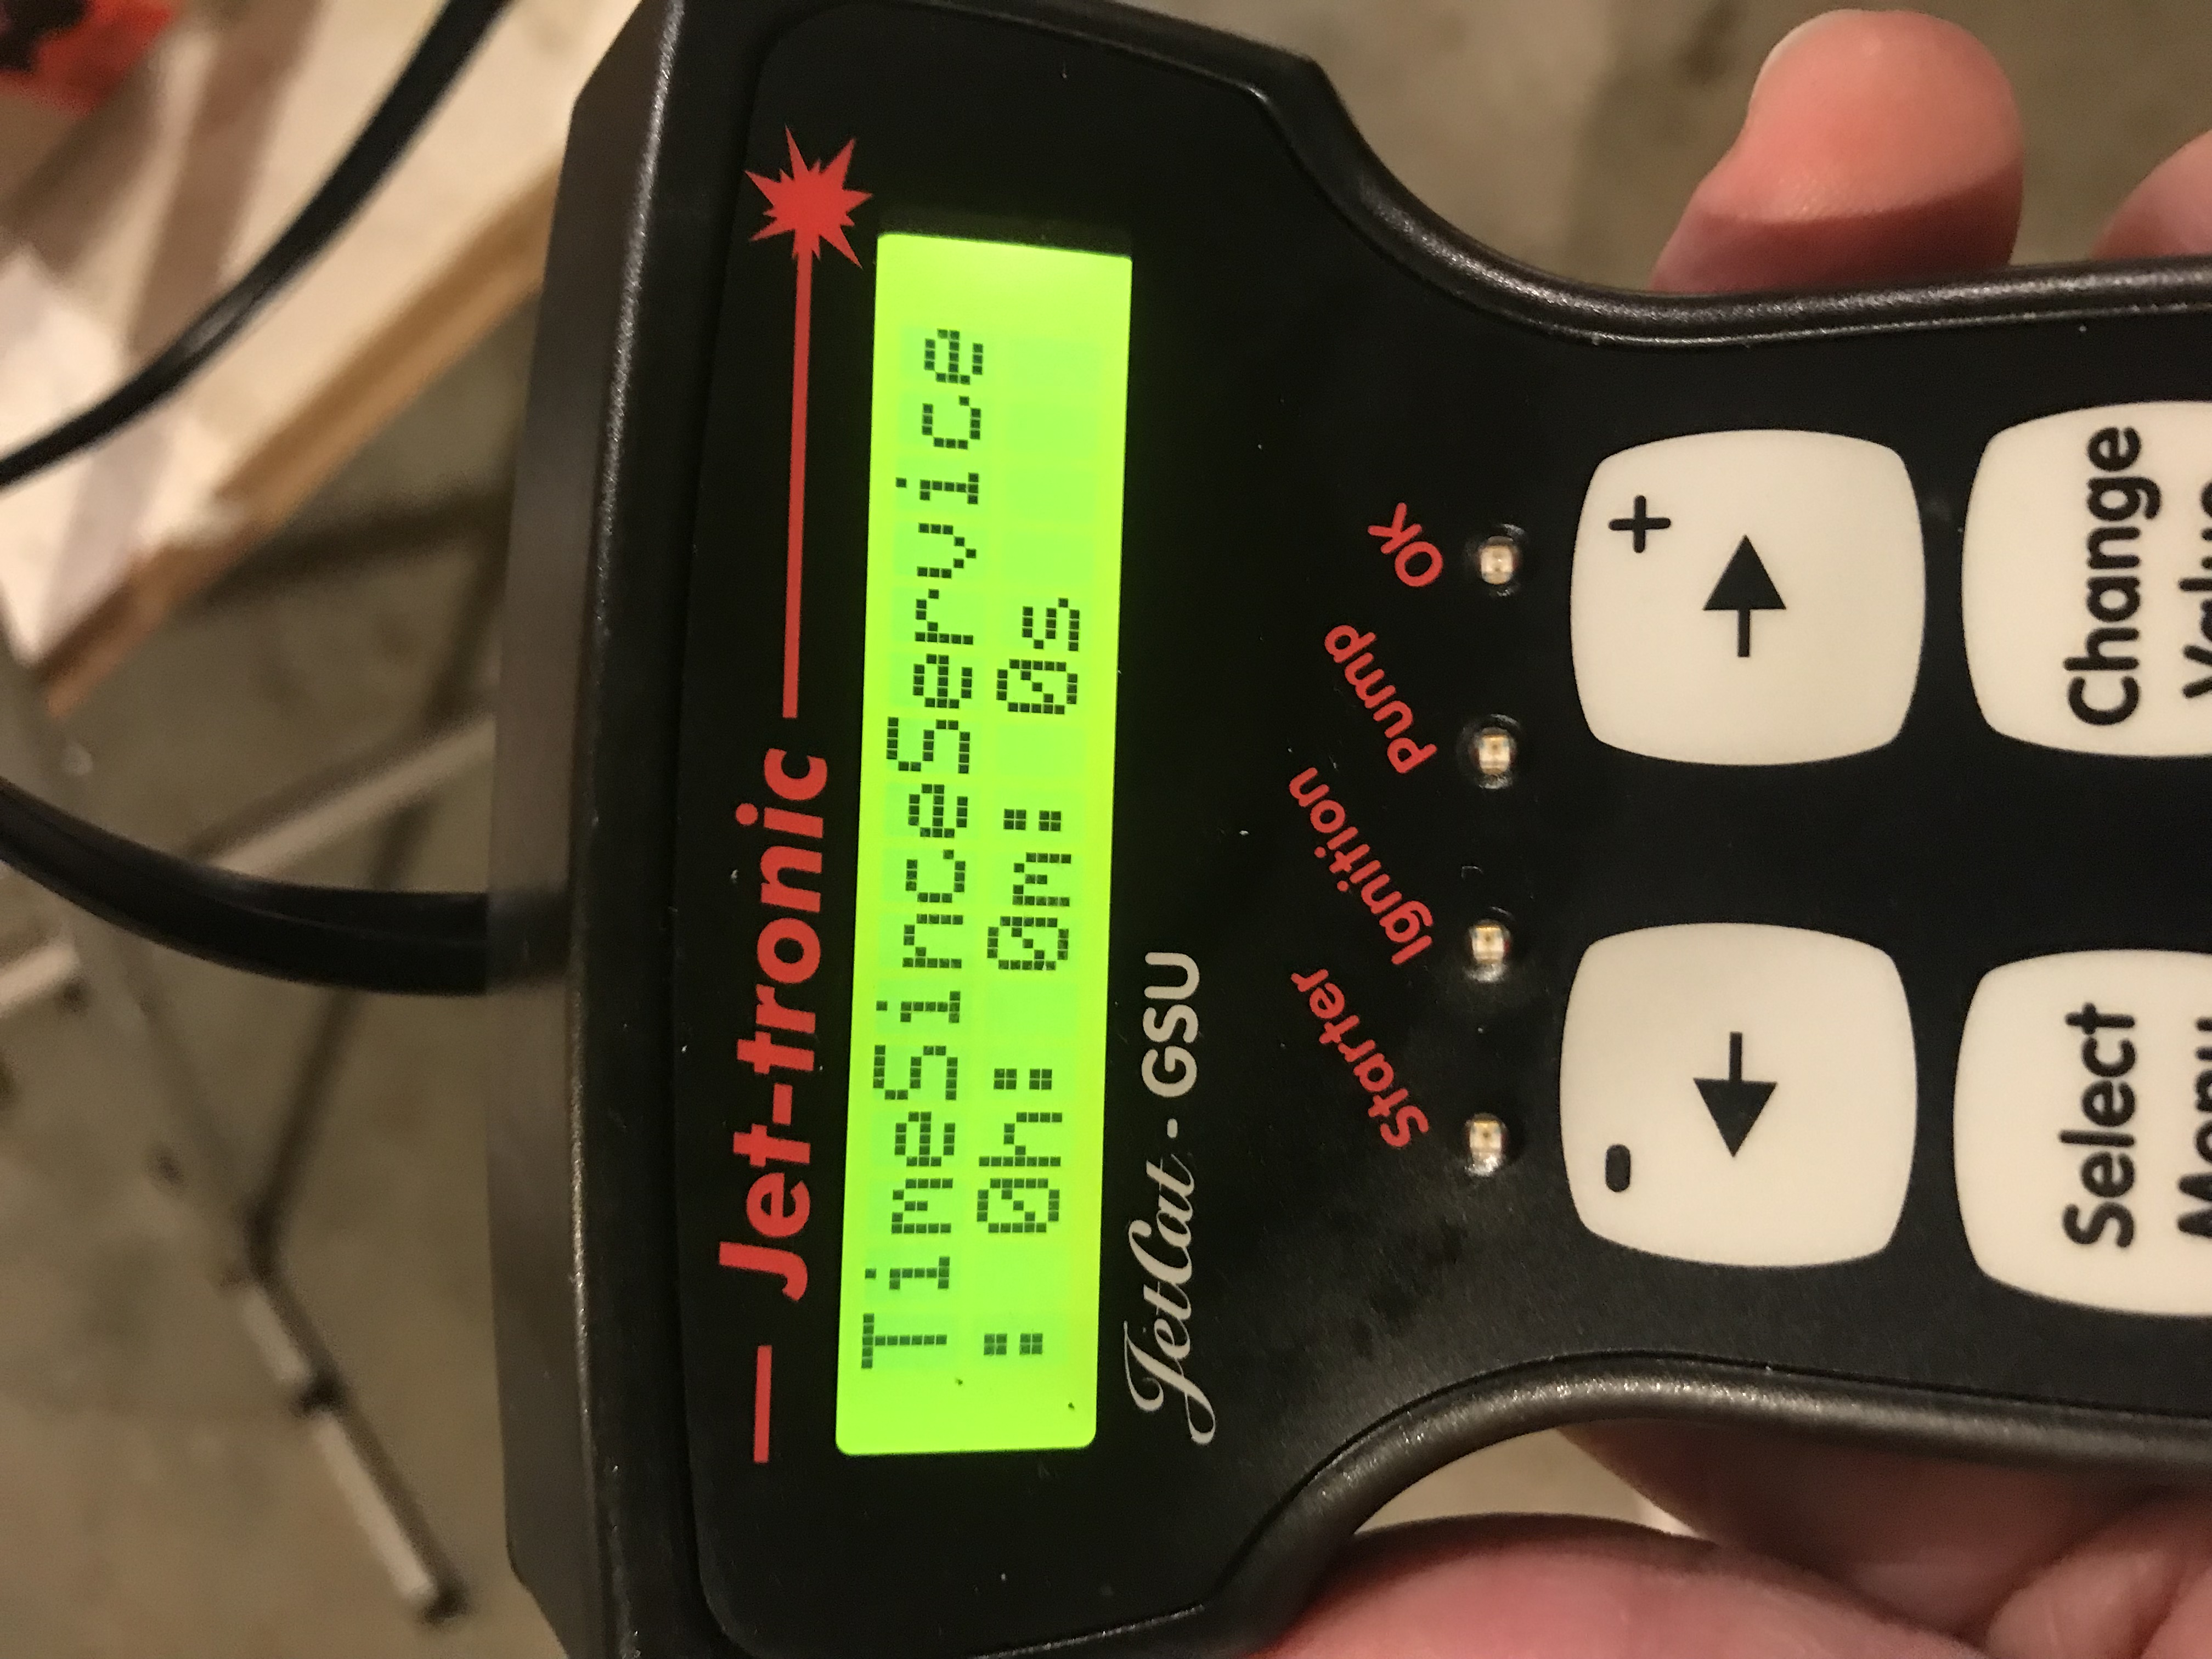 Jet-tronic
TimeSinceService
: 0h: 0m: 0s
JetCat - GSU
Starter Ignition Pump OK
- +
Select Change